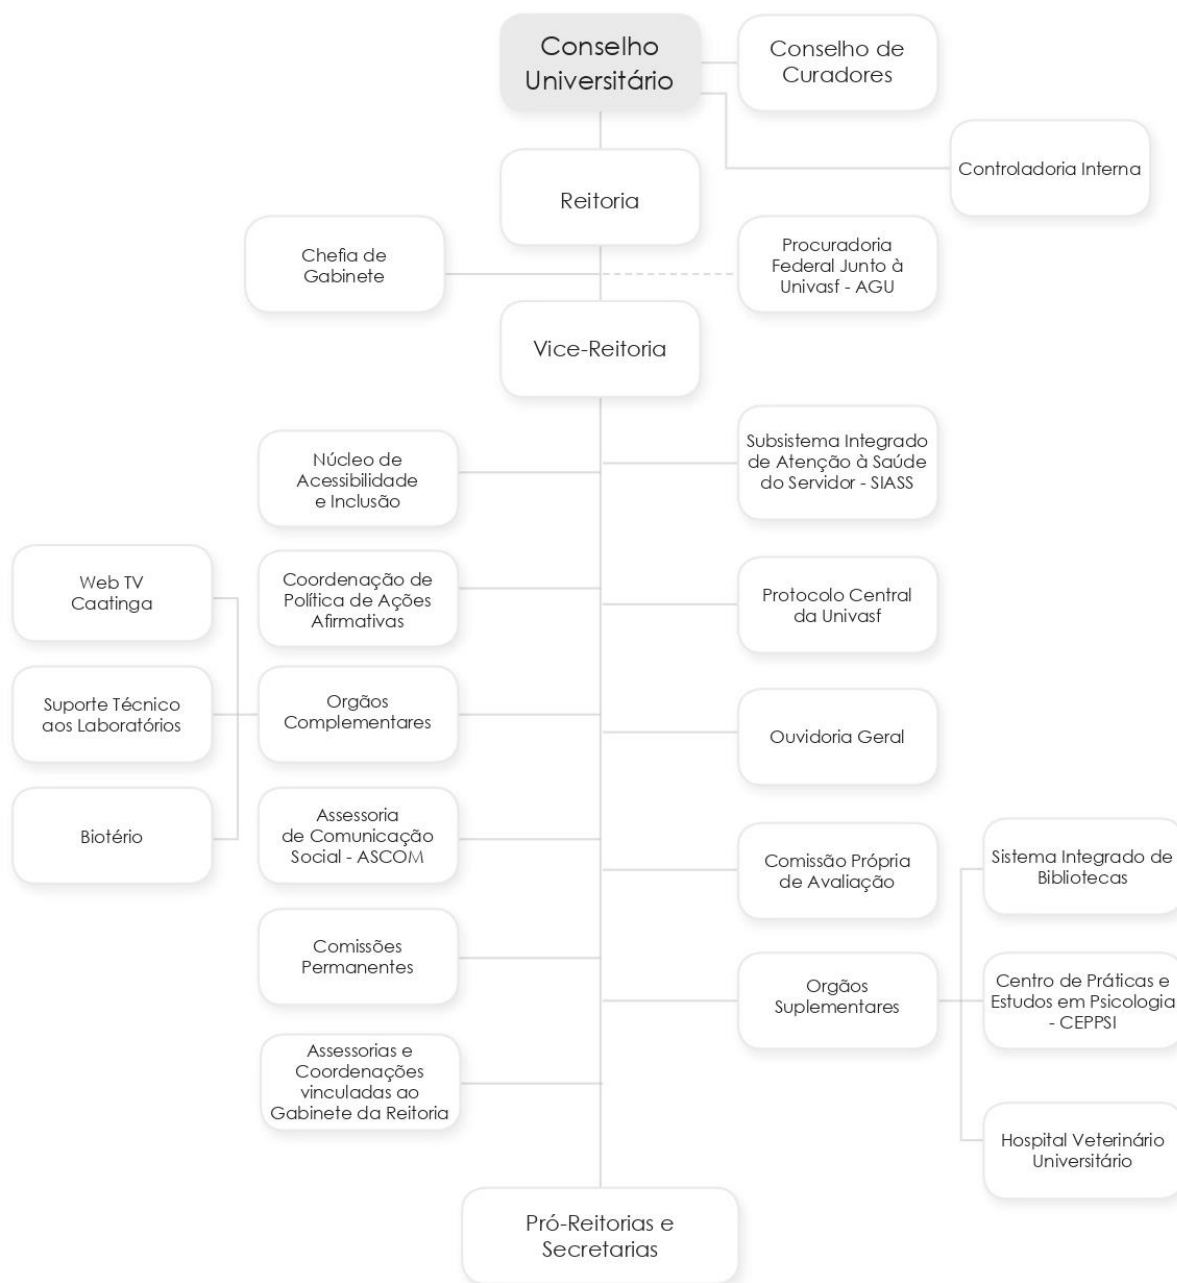 Conselho
Universitário
Conselho de
Curadores
Controladoria Interna
Reitoria
Chefia de
Gabinete
Procuradoria
Federal Junto à
Univasf - AGU
Vice-Reitoria
Núcleo de
Acessibilidade
e Inclusão
Subsistema Integrado
de Atenção à Saúde
do Servidor - SIASS
Web TV
Caatinga
Coordenação de
Política de Ações
Afirmativas
Protocolo Central
da Univasf
Suporte Técnico
aos Laboratórios
Orgãos
Complementares
Ouvidoria Geral
Biotério
Assessoria
de Comunicação
Social - ASCOM
Comissão Própria
de Avaliação
Sistema Integrado de
Bibliotecas
Comissões
Permanentes
Orgãos
Suplementares
Centro de Práticas e
Estudos em Psicologia
- CEPPSI
Assessorias e
Coordenações
vinculadas ao
Gabinete da Reitoria
Hospital Veterinário
Universitário
Pró-Reitorias e
Secretarias